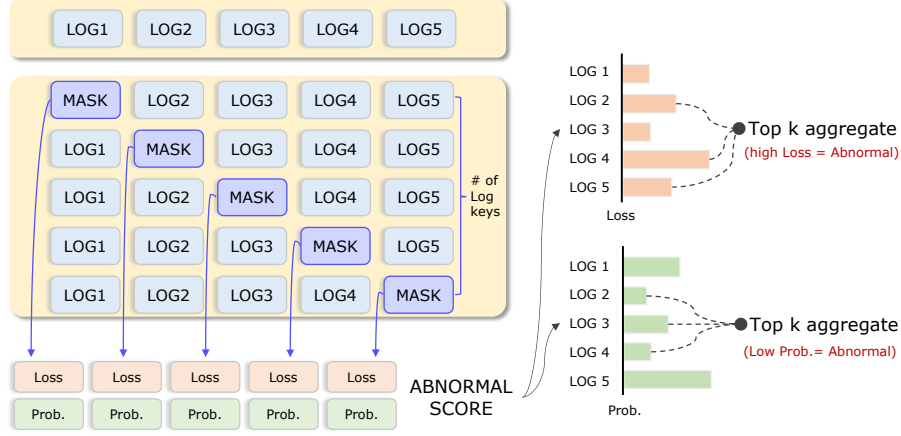 LOG1 LOG2 LOG3 LOG4 LOG5
MASK LOG2 LOG3 LOG4 LOG5
LOG1 MASK LOG3 LOG4 LOG5
LOG1 LOG2 MASK LOG4 LOG5
LOG1 LOG2 LOG3 MASK LOG5
LOG1 LOG2 LOG3 LOG4 MASK
# of
Log
keys
Loss Loss Loss Loss Loss
Prob. Prob. Prob. Prob. Prob.
ABNORMAL
SCORE
LOG 1
LOG 2
LOG 3
LOG 4
LOG 5
Loss
Top k aggregate
(high Loss = Abnormal)
LOG 1
LOG 2
LOG 3
LOG 4
LOG 5
Prob.
Top k aggregate
(Low Prob.= Abnormal)